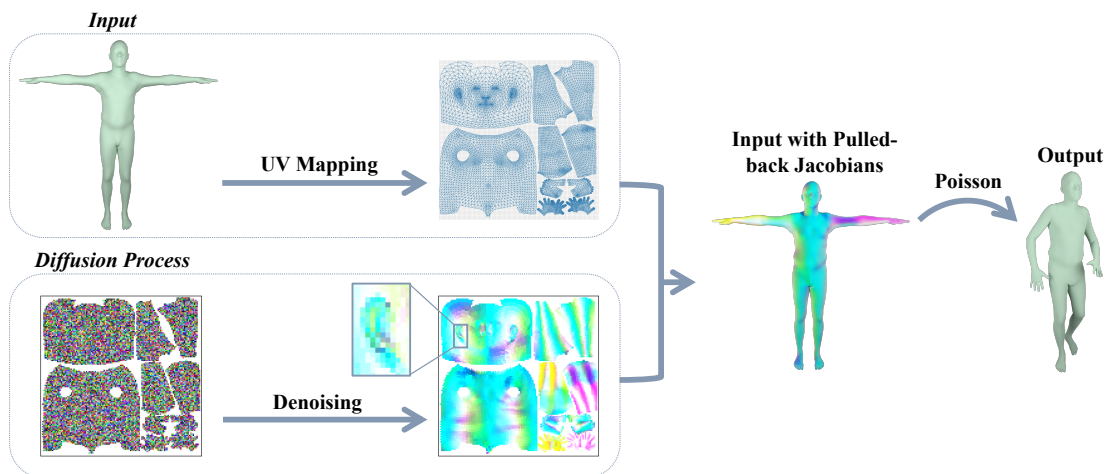 Input
UV Mapping
Diffusion Process
Denoising
Input with Pulled-
back Jacobians
Poisson
Output